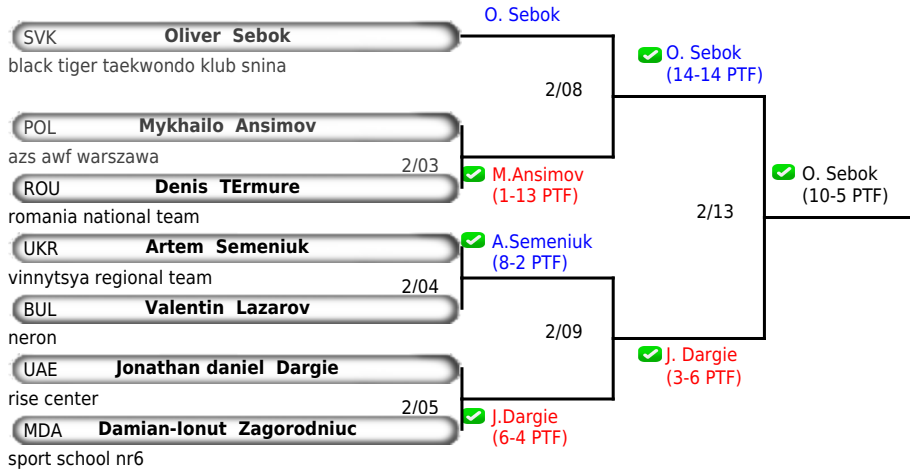 O. Sebok
SVK Oliver Sebok
black tiger taekwondo klub snina
O. Sebok
(14-14 PTF)
2/08
POL Mykhailo Ansimov
azs awf warszawa
2/03
M.Ansimov
(1-13 PTF)
ROU Denis TErmure
romania national team
O. Sebok
(10-5 PTF)
2/13
UKR Artem Semeniuk
vinnytsya regional team
A.Semeniuk
(8-2 PTF)
2/04
BUL Valentin Lazarov
neron
2/09
J. Dargie
(3-6 PTF)
UAE Jonathan daniel Dargie
rise center
2/05
J.Dargie
(6-4 PTF)
MDA Damian-Ionut Zagorodniuc
sport school nr6